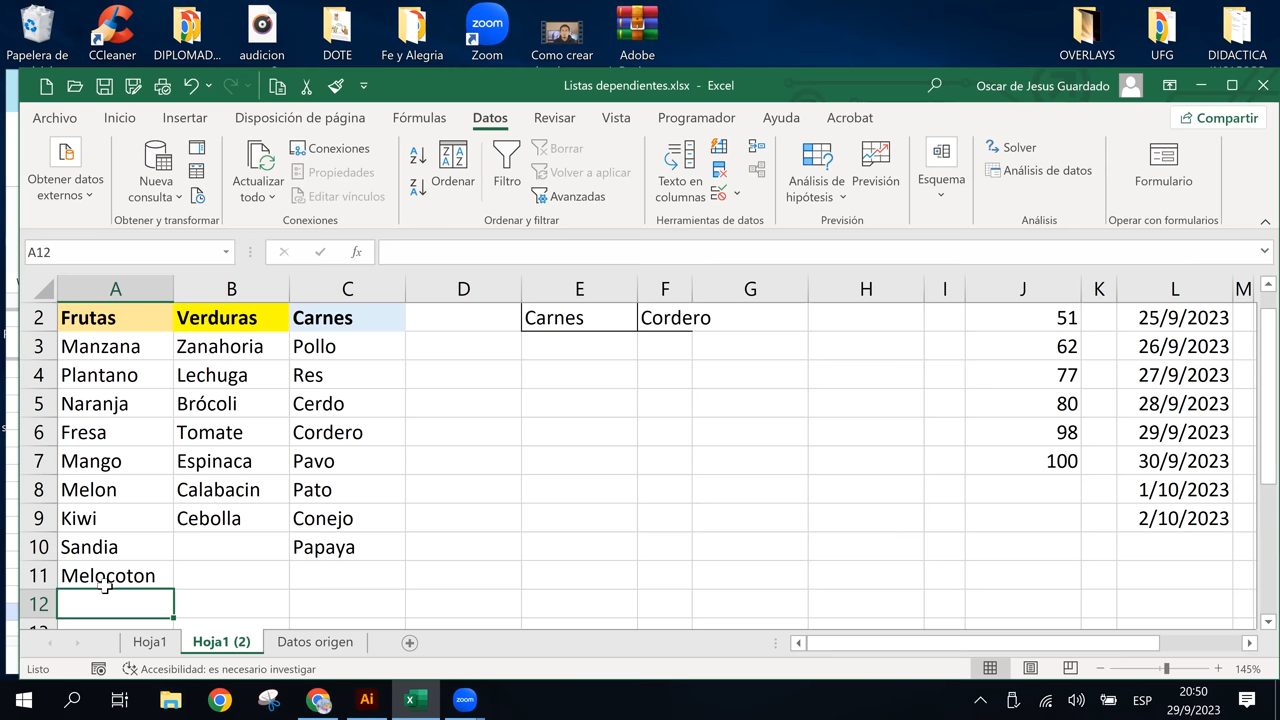 Papelera de
CCleaner
DIPLOMAD...
audicion
DOTE
Fe y Alegria
Zoom
Como crear
Adobe
OVERLAYS
UFG
DIDACTICA
zoom
Listas dependientes.xlsx - Excel
Oscar de Jesus Guardado
Archivo
Inicio
Insertar
Disposición de página
Fórmulas
Datos
Revisar
Vista
Programador
Ayuda
Acrobat
Compartir
Obtener datos
externos
Nueva
consulta
Obtener y transformar
Actualizar
todo
Conexiones
Propiedades
Editar vínculos
Conexiones
Ordenar
Filtro
Borrar
Volver a aplicar
Avanzadas
Ordenar y filtrar
Texto en
columnas
Herramientas de datos
Análisis de
hipótesis
Previsión
Previsión
Esquema
Solver
Análisis de datos
Análisis
Formulario
Operar con formularios
A12
fx
A B C D E F G H I J K L M
2 Frutas Verduras Carnes Carnes Cordero 51 25/9/2023
3 Manzana Zanahoria Pollo 62 26/9/2023
4 Plantano Lechuga Res 77 27/9/2023
5 Naranja Brócoli Cerdo 80 28/9/2023
6 Fresa Tomate Cordero 98 29/9/2023
7 Mango Espinaca Pavo 100 30/9/2023
8 Melon Calabacin Pato 1/10/2023
9 Kiwi Cebolla Conejo 2/10/2023
10 Sandia Papaya
11 Melocoton
12
Hoja1
Hoja1 (2)
Datos origen
Listo
Accesibilidad: es necesario investigar
145%
Ai
zoom
ESP
20:50
29/9/2023